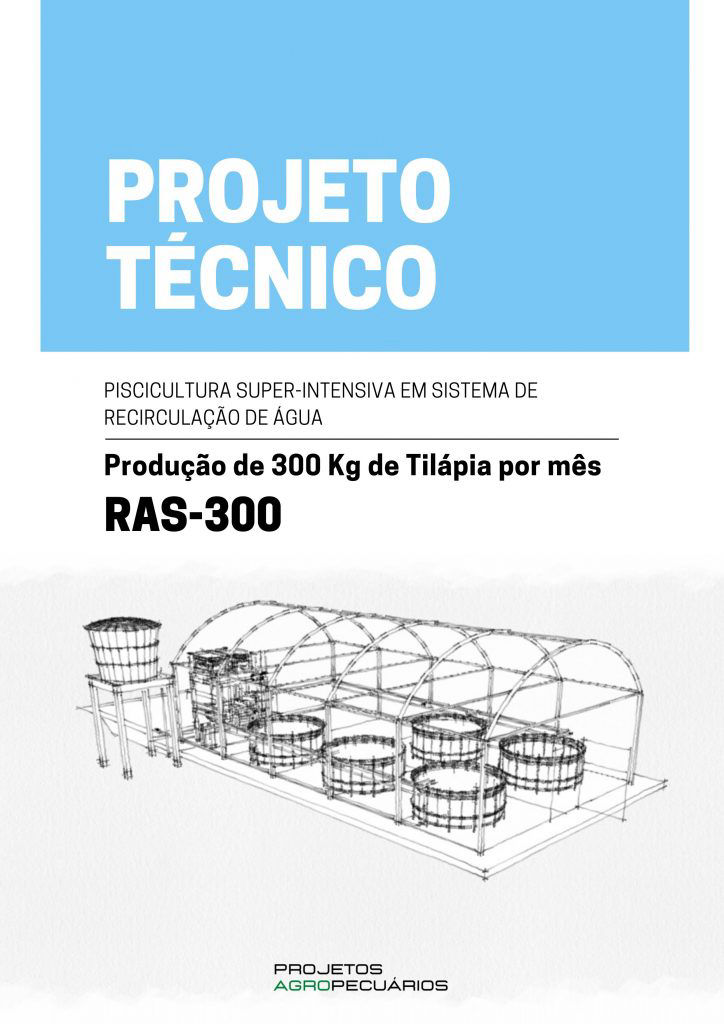 PROJETO
TÉCNICO
PISCICULTURA SUPER-INTENSIVA EM SISTEMA DE
RECIRCULAÇÃO DE ÁGUA
Produção de 300 Kg de Tilápia por mês
RAS-300
PROJETOS
AGROPECUÁRIOS